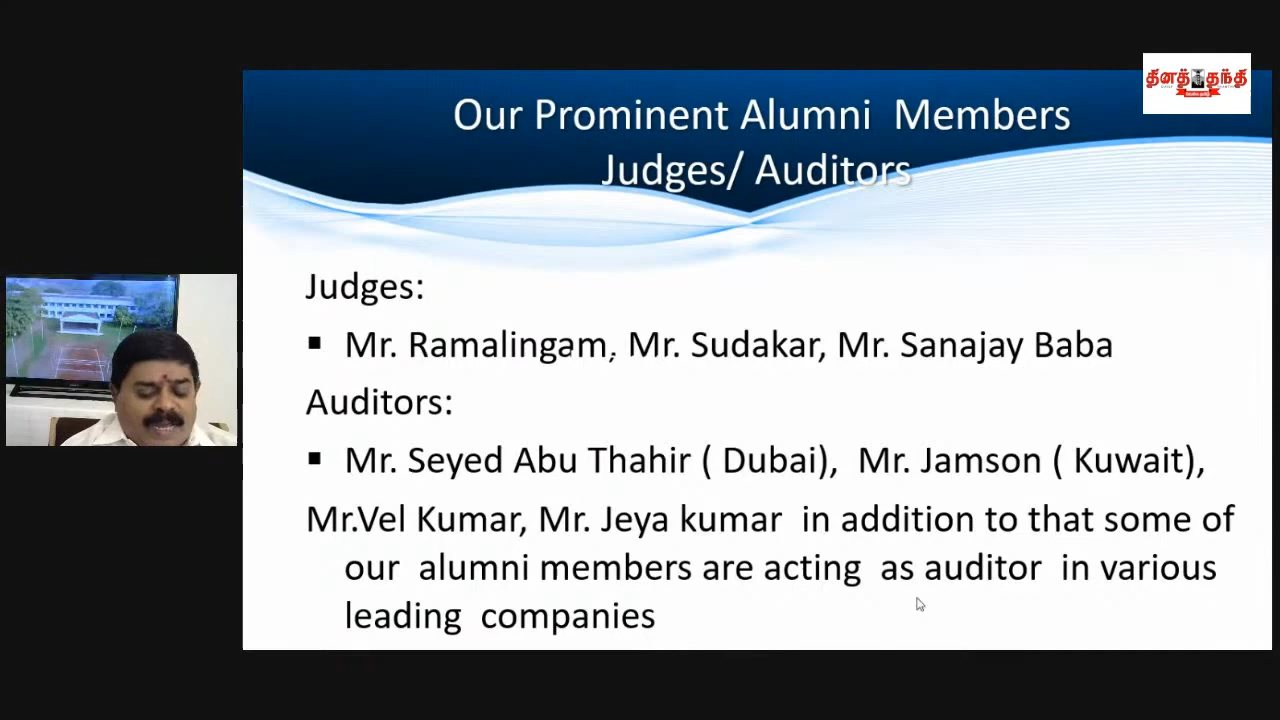 தினத்தந்தி
Our Prominent Alumni Members
Judges/ Auditors
Judges:
▪ Mr. Ramalingam, Mr. Sudakar, Mr. Sanajay Baba
Auditors:
▪ Mr. Seyed Abu Thahir ( Dubai), Mr. Jamson ( Kuwait),
Mr.Vel Kumar, Mr. Jeya kumar in addition to that some of
our alumni members are acting as auditor in various
leading companies